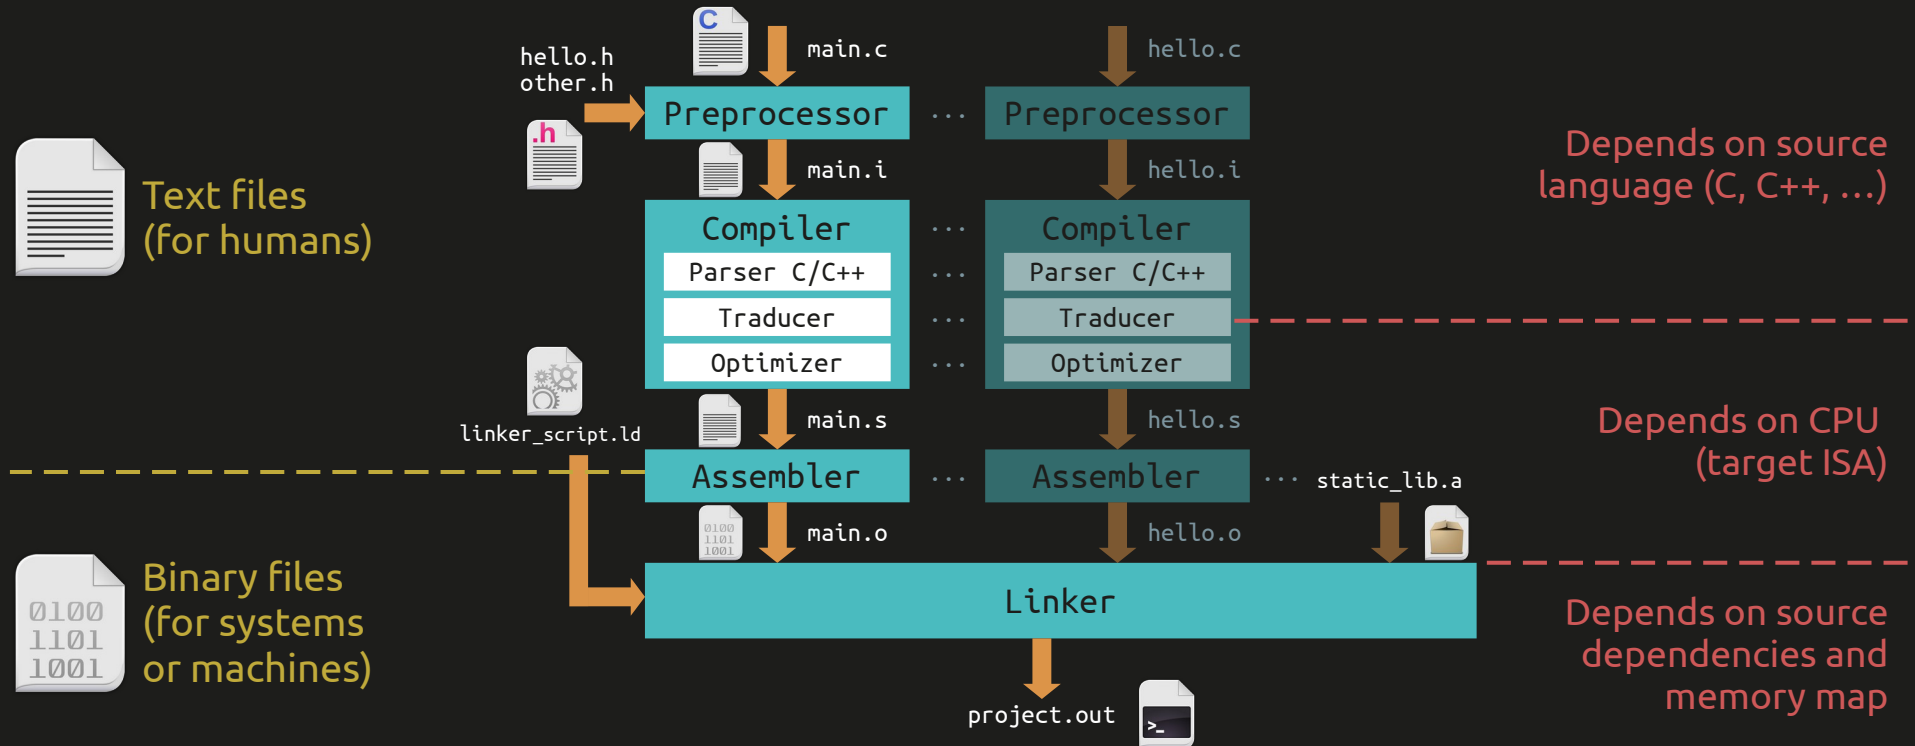 C
main.c
hello.c
hello.h
other.h
.h
Preprocessor
...
Preprocessor
main.i
hello.i
Depends on source
language (C, C++, ...)
Text files
(for humans)
Compiler
...
Compiler
Parser C/C++
...
Parser C/C++
Traducer
...
Traducer
Optimizer
...
Optimizer
main.s
hello.s
linker_script.ld
Depends on CPU
(target ISA)
Assembler
...
Assembler
...
static_lib.a
0100
1101
1001
main.o
hello.o
Binary files
(for systems
or machines)
0100
1101
1001
Linker
Depends on source
dependencies and
memory map
project.out
>_